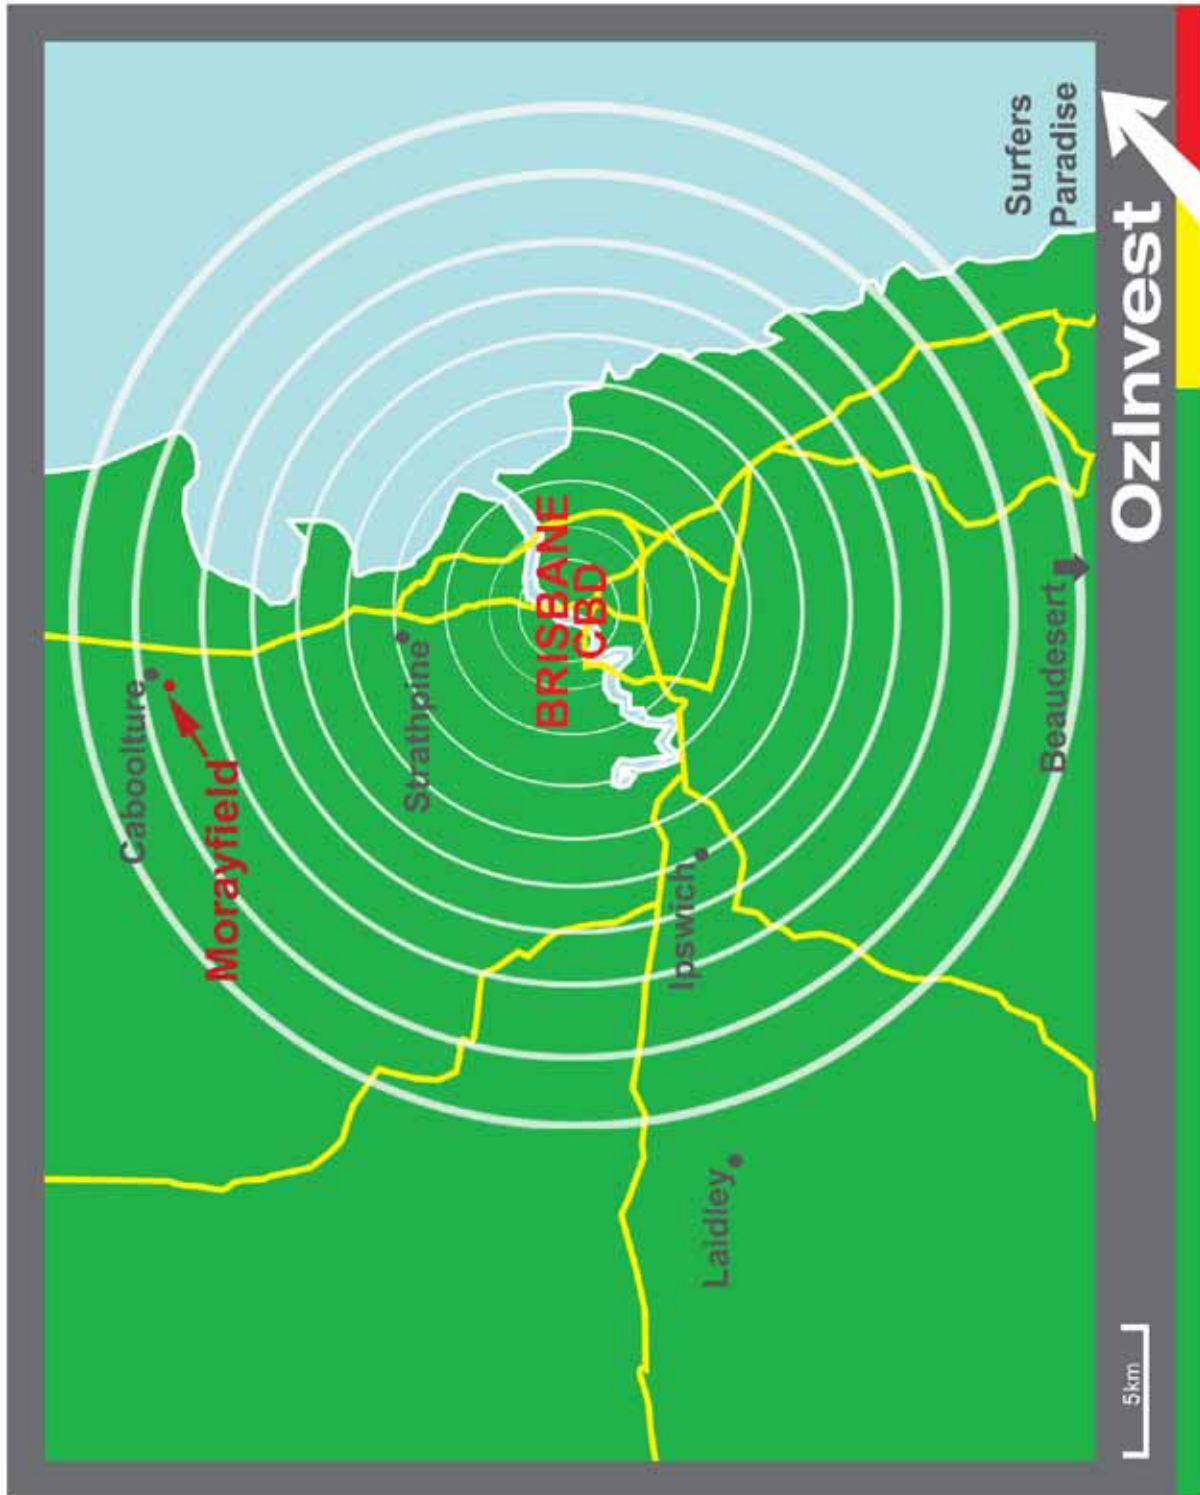 Caboolture
Morayfield
Strathpine
BRISBANE
CBD
Ipswich
Laidley
Beaudesert
Surfers
Paradise
5km
OzInvest